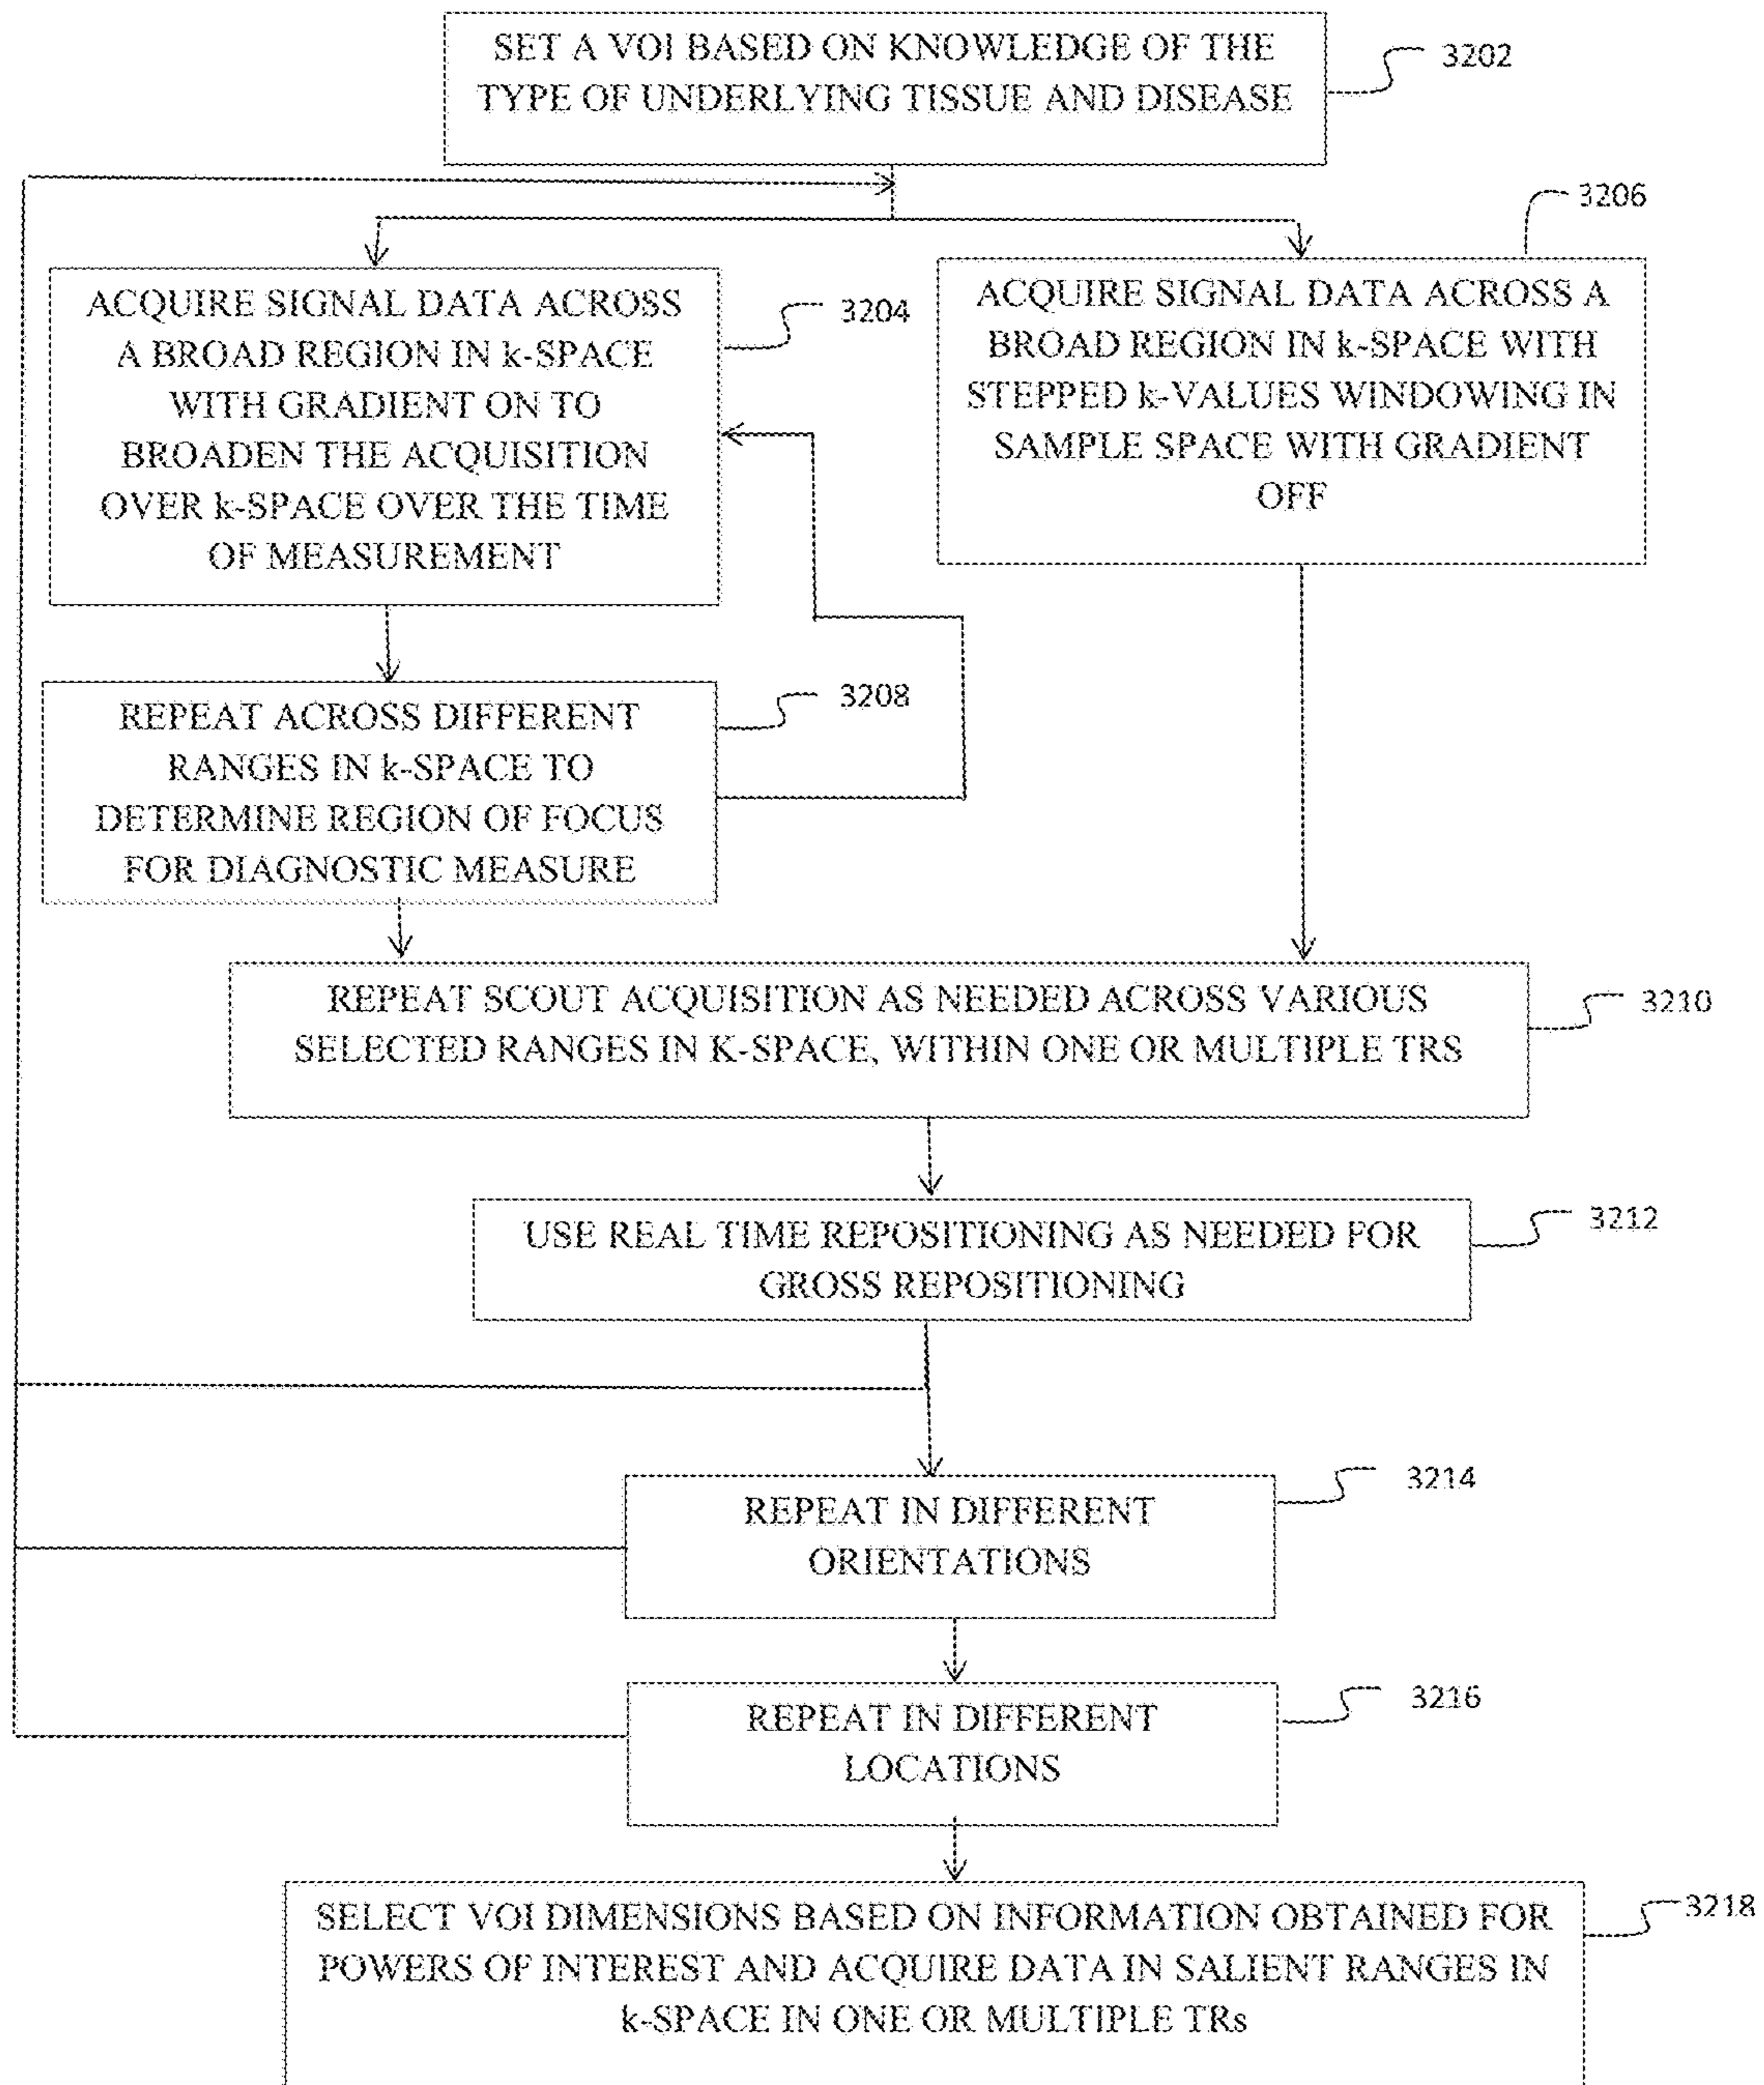 SET A VOI BASED ON KNOWLEDGE OF THE
TYPE OF UNDERLYING TISSUE AND DISEASE
3202
3206
ACQUIRE SIGNAL DATA ACROSS
A BROAD REGION IN k-SPACE
WITH GRADIENT ON TO
BROADEN THE ACQUISITION
OVER k-SPACE OVER THE TIME
OF MEASUREMENT
3204
ACQUIRE SIGNAL DATA ACROSS A
BROAD REGION IN k-SPACE WITH
STEPPED k-VALUES WINDOWING IN
SAMPLE SPACE WITH GRADIENT
OFF
REPEAT ACROSS DIFFERENT
RANGES IN k-SPACE TO
DETERMINE REGION OF FOCUS
FOR DIAGNOSTIC MEASURE
3208
REPEAT SCOUT ACQUISITION AS NEEDED ACROSS VARIOUS
SELECTED RANGES IN K-SPACE, WITHIN ONE OR MULTIPLE TRS
3210
USE REAL TIME REPOSITIONING AS NEEDED FOR
GROSS REPOSITIONING
3212
REPEAT IN DIFFERENT
ORIENTATIONS
3214
REPEAT IN DIFFERENT
LOCATIONS
3216
SELECT VOI DIMENSIONS BASED ON INFORMATION OBTAINED FOR
POWERS OF INTEREST AND ACQUIRE DATA IN SALIENT RANGES IN
k-SPACE IN ONE OR MULTIPLE TRs
3218